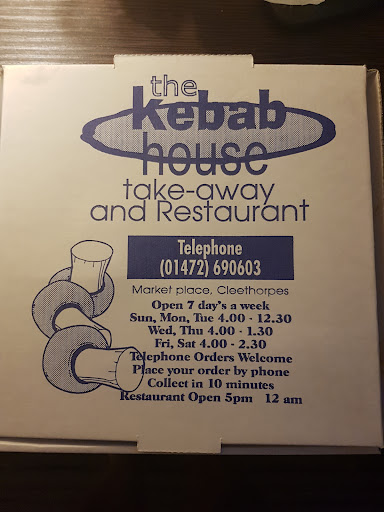 the
kebab
house
take-away
and Restaurant
Telephone
(01472) 690603
Market place, Cleethorpes
Open 7 day's a week
Sun, Mon, Tue 4.00 - 12.30
Wed, Thu 4.00 - 1.30
Fri, Sat 4.00 - 2.30
Telephone Orders Welcome
Place your order by phone
Collect in 10 minutes
Restaurant Open 5pm 12 am